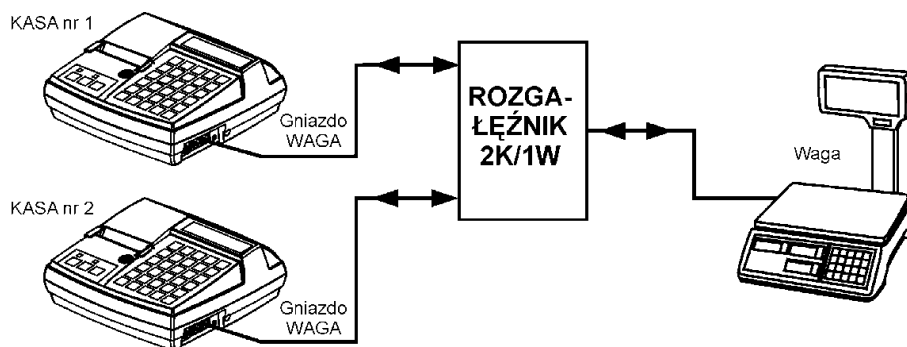 KASA nr 1
Gniazdo
WAGA
ROZGA-
ŁĘŹNIK
2K/1W
Waga
KASA nr 2
Gniazdo
WAGA